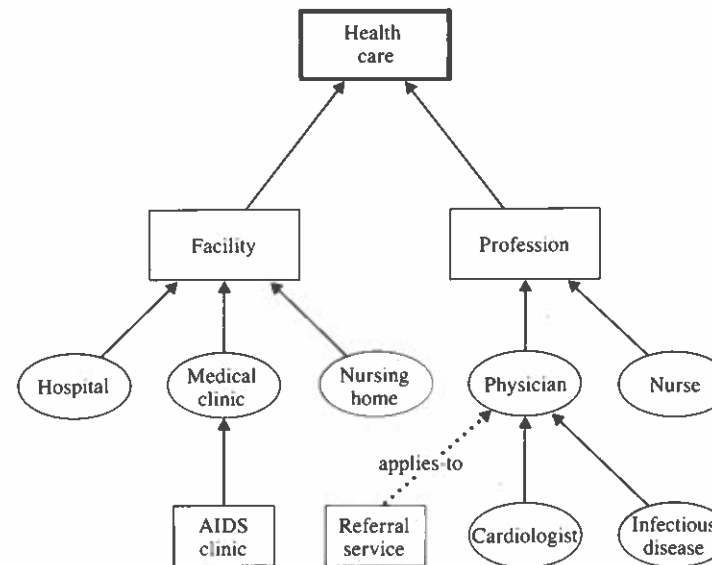 Health
care
Facility
Profession
Hospital
Medical
clinic
Nursing
home
Physician
Nurse
applies to
AIDS
clinic
Referral
service
Cardiologist
Infectious
disease